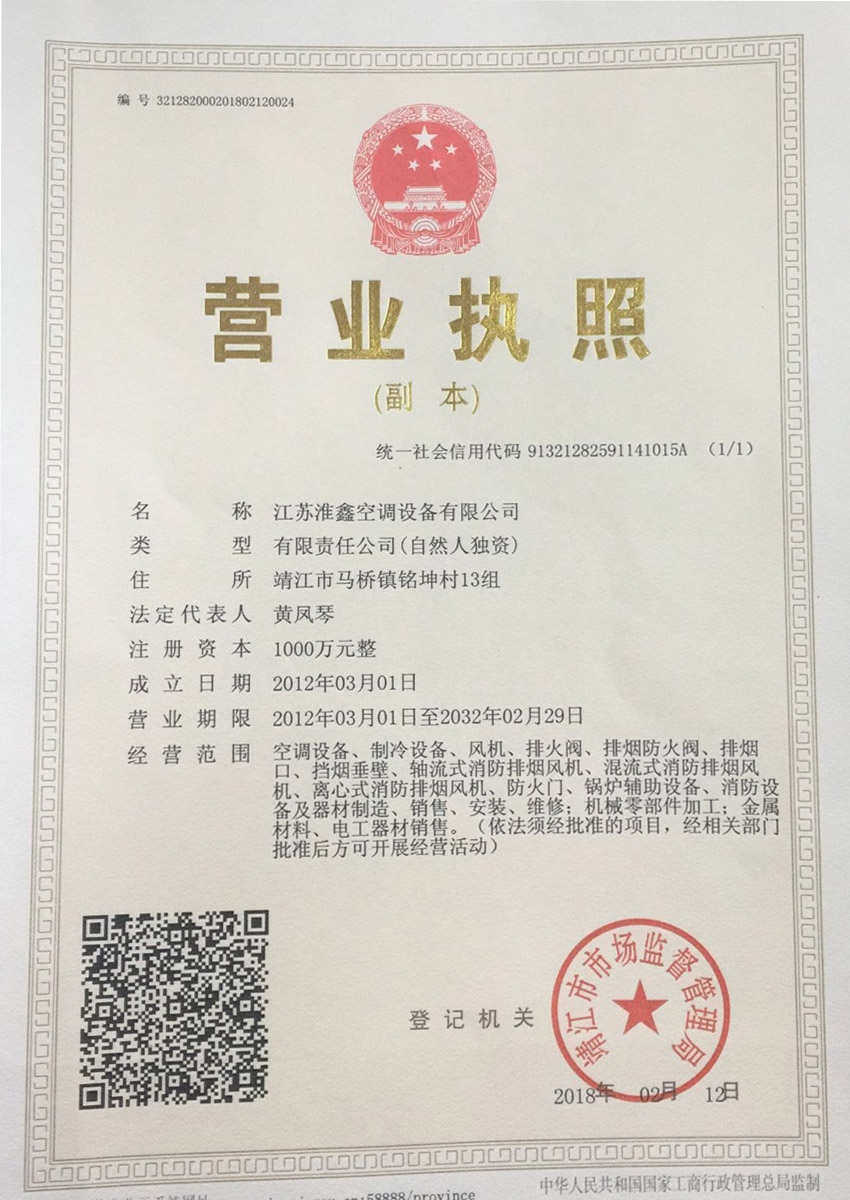 编 号 321282000201802120024
营业执照
(副 本)
统一社会信用代码 91321282591141015A (1/1)
名 称 江苏淮鑫空调设备有限公司
类 型 有限责任公司(自然人独资)
住 所 靖江市马桥镇铭坤村13组
法定代表人 黄凤琴
注册资本 1000万元整
成立日期 2012年03月01日
营业期限 2012年03月01日至2032年02月29日
经营范围 空调设备、制冷设备、风机、排火阀、排烟防火阀、排烟
口、挡烟垂壁、轴流式消防排烟风机、混流式消防排烟风
机、离心式消防排烟风机、防火门、锅炉辅助设备、消防设
备及器材制造、销售、安装、维修；机械零部件加工；金属
材料、电工器材销售。（依法须经批准的项目，经相关部门
批准后方可开展经营活动）
登记机关
靖江市市场监督管理局
2018年 02月 12日
:58888/province
中华人民共和国国家工商行政管理总局监制